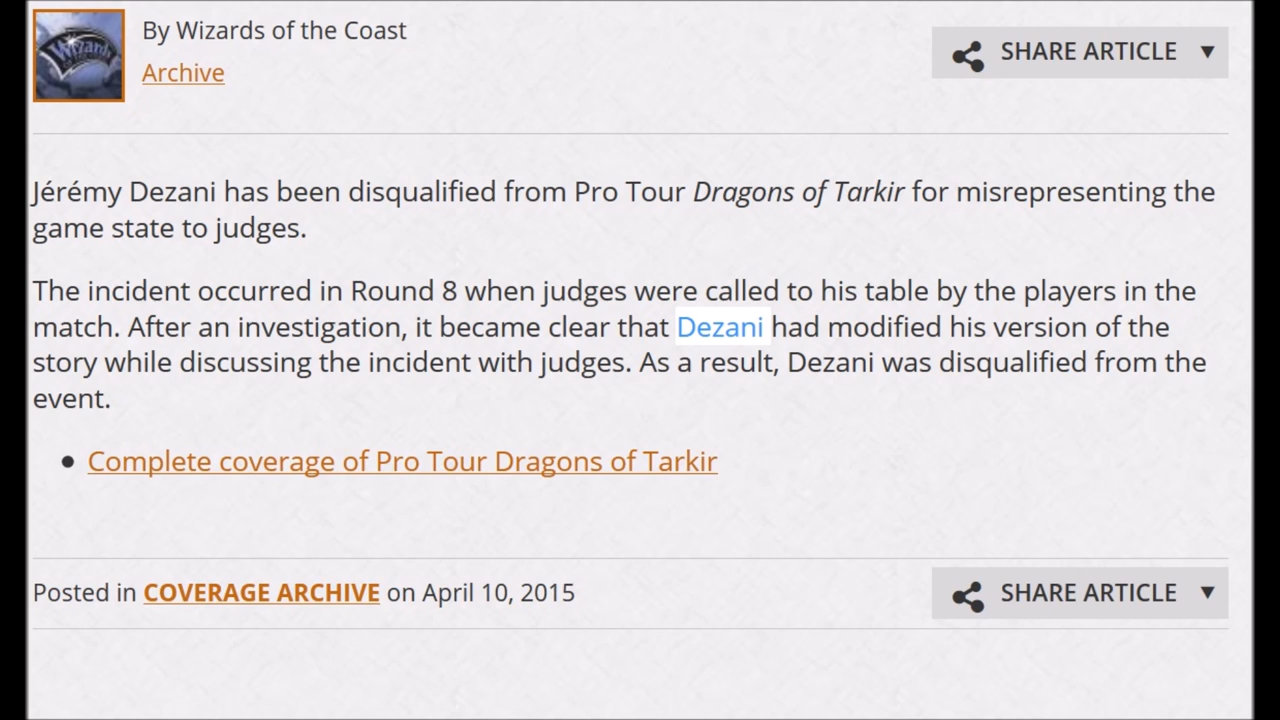 Wizards
By Wizards of the Coast
Archive
SHARE ARTICLE ▼
Jérémy Dezani has been disqualified from Pro Tour Dragons of Tarkir for misrepresenting the
game state to judges.
The incident occurred in Round 8 when judges were called to his table by the players in the
match. After an investigation, it became clear that Dezani had modified his version of the
story while discussing the incident with judges. As a result, Dezani was disqualified from the
event.
• Complete coverage of Pro Tour Dragons of Tarkir
Posted in COVERAGE ARCHIVE on April 10, 2015
SHARE ARTICLE ▼